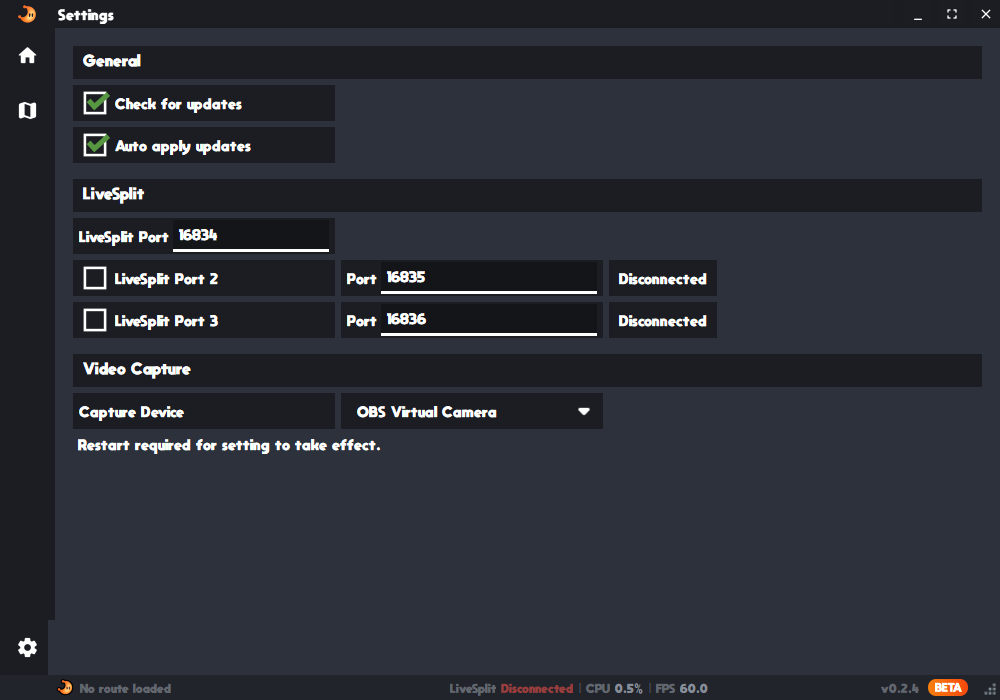 Settings
General
Check for updates
Auto apply updates
LiveSplit
LiveSplit Port 16834
LiveSplit Port 2 Port 16835 Disconnected
LiveSplit Port 3 Port 16836 Disconnected
Video Capture
Capture Device OBS Virtual Camera
Restart required for setting to take effect.
No route loaded LiveSplit Disconnected | CPU 0.5% | FPS 60.0 v0.2.4 BETA